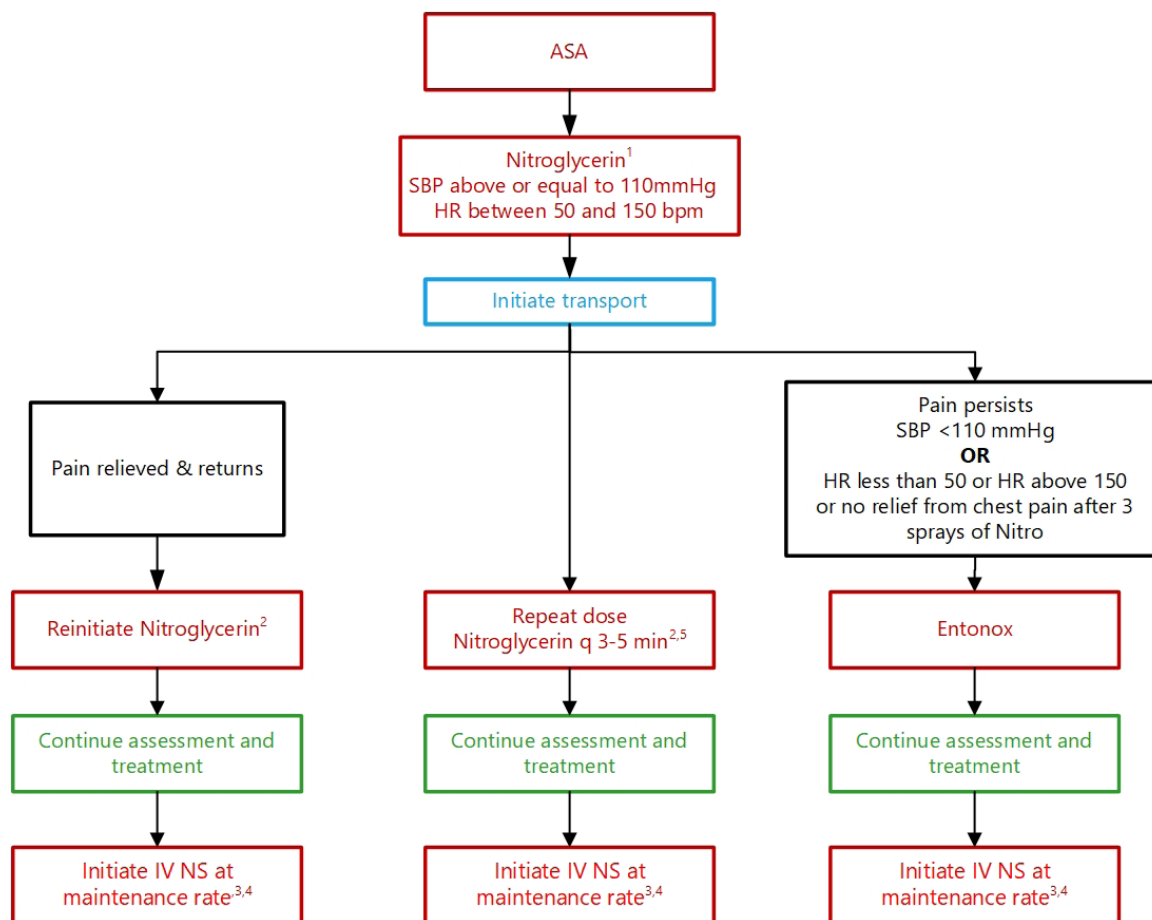 ASA
Nitroglycerin¹
SBP above or equal to 110mmHg
HR between 50 and 150 bpm
Initiate transport
Pain relieved & returns
Pain persists
SBP <110 mmHg
OR
HR less than 50 or HR above 150
or no relief from chest pain after 3
sprays of Nitro
Reinitiate Nitroglycerin²
Repeat dose
Nitroglycerin q 3-5 min²,⁵
Entonox
Continue assessment and
treatment
Continue assessment and
treatment
Continue assessment and
treatment
Initiate IV NS at
maintenance rate³,⁴
Initiate IV NS at
maintenance rate³,⁴
Initiate IV NS at
maintenance rate³,⁴